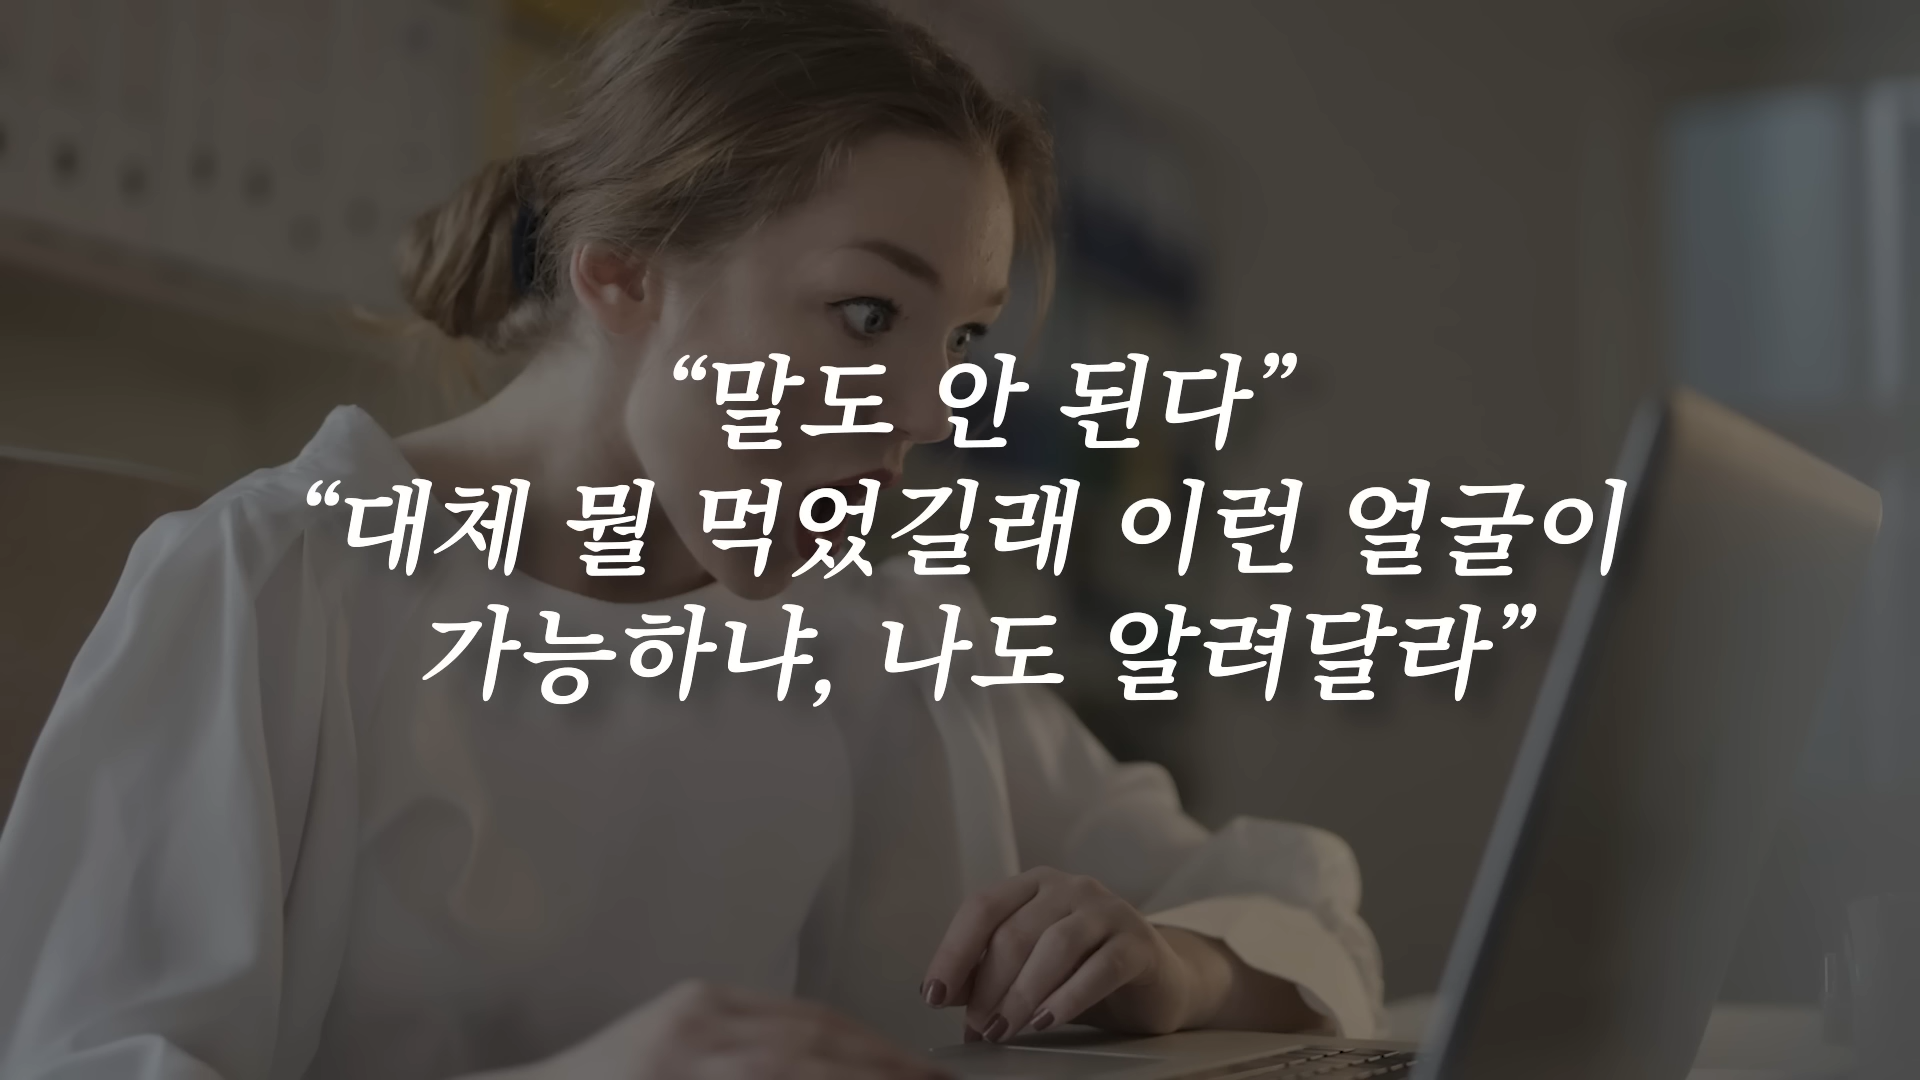 “말도 안 된다”
“대체 뭘 먹었길래 이런 얼굴이
가능하냐, 나도 알려달라”